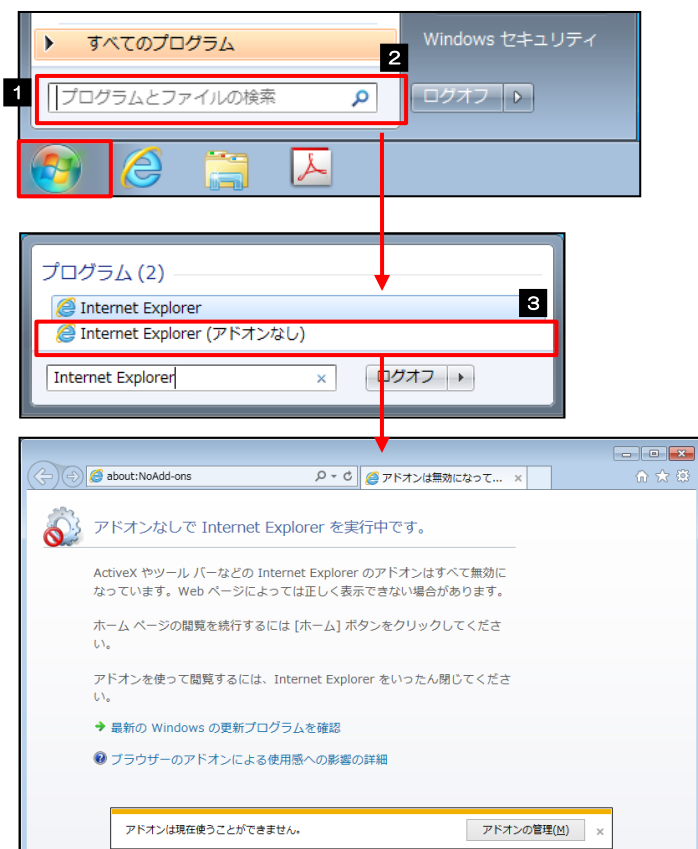 すべてのプログラム
Windows セキュリティ
2
1
プログラムとファイルの検索
ログオフ
プログラム (2)
Internet Explorer
3
Internet Explorer (アドオンなし)
Internet Explorer
ログオフ
about:NoAdd-ons
アドオンは無効になって...
アドオンなしで Internet Explorer を実行中です。
ActiveX やツール バーなどの Internet Explorer のアドオンはすべて無効に
なっています。Web ページによっては正しく表示できない場合があります。
ホーム ページの閲覧を続行するには [ホーム] ボタンをクリックしてくださ
い。
アドオンを使って閲覧するには、Internet Explorer をいったん閉じてくださ
い。
最新の Windows の更新プログラムを確認
ブラウザーのアドオンによる使用感への影響の詳細
アドオンは現在使うことができません。
アドオンの管理(M)